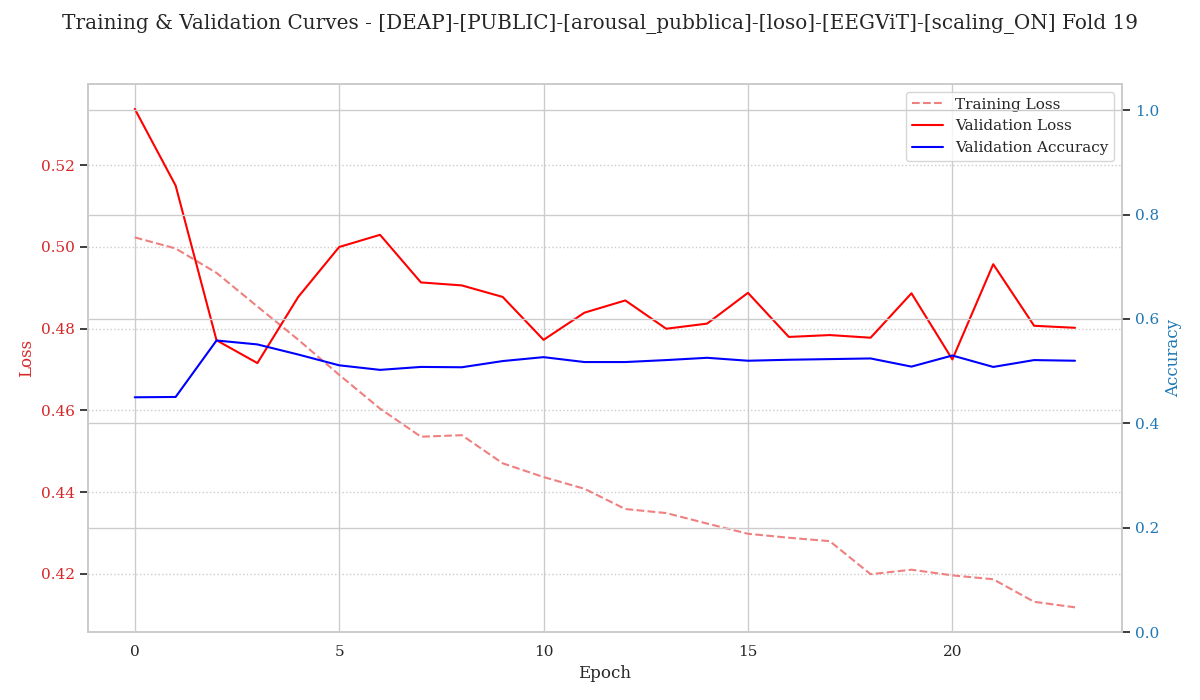 Training & Validation Curves - [DEAP]-[PUBLIC]-[arousal_pubblica]-[loso]-[EEGViT]-[scaling_ON] Fold 19
Training Loss
Validation Loss
Validation Accuracy
0.52
0.50
0.48
0.46
0.44
0.42
Loss
1.0
0.8
0.6
0.4
0.2
0.0
Accuracy
0
5
10
15
20
Epoch